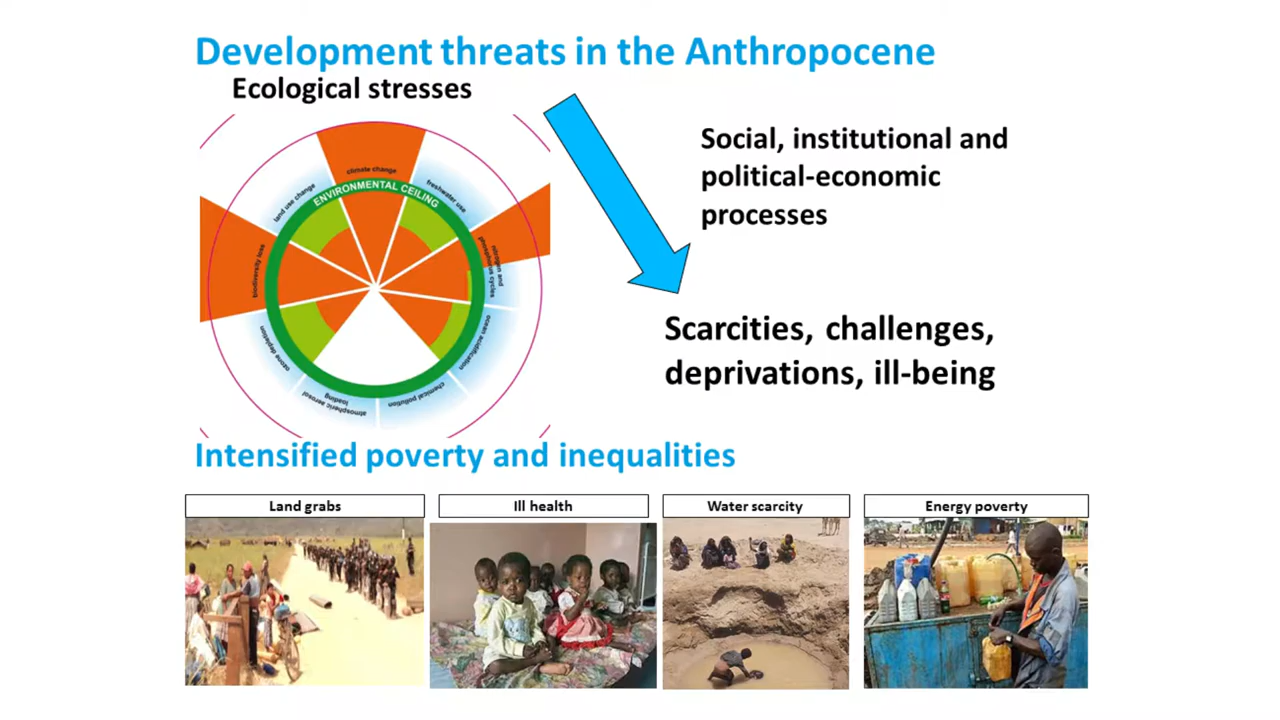 Development threats in the Anthropocene
Ecological stresses
climate change
freshwater use
nitrogen and
phosphorus cycles
ocean acidification
chemical pollution
atmospheric aerosol
loading
ozone depletion
biodiversity loss
land use change
ENVIRONMENTAL CEILING
Social, institutional and
political-economic
processes
Scarcities, challenges,
deprivations, ill-being
Intensified poverty and inequalities
Land grabs
Ill health
Water scarcity
Energy poverty